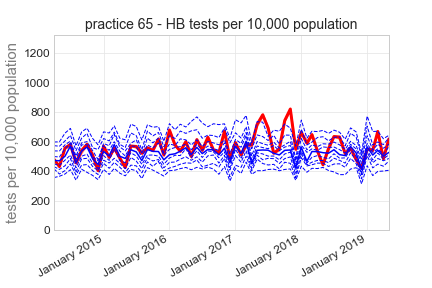 practice 65 - HB tests per 10,000 population
tests per 10,000 population
1200
1000
800
600
400
200
0
January 2015
January 2016
January 2017
January 2018
January 2019